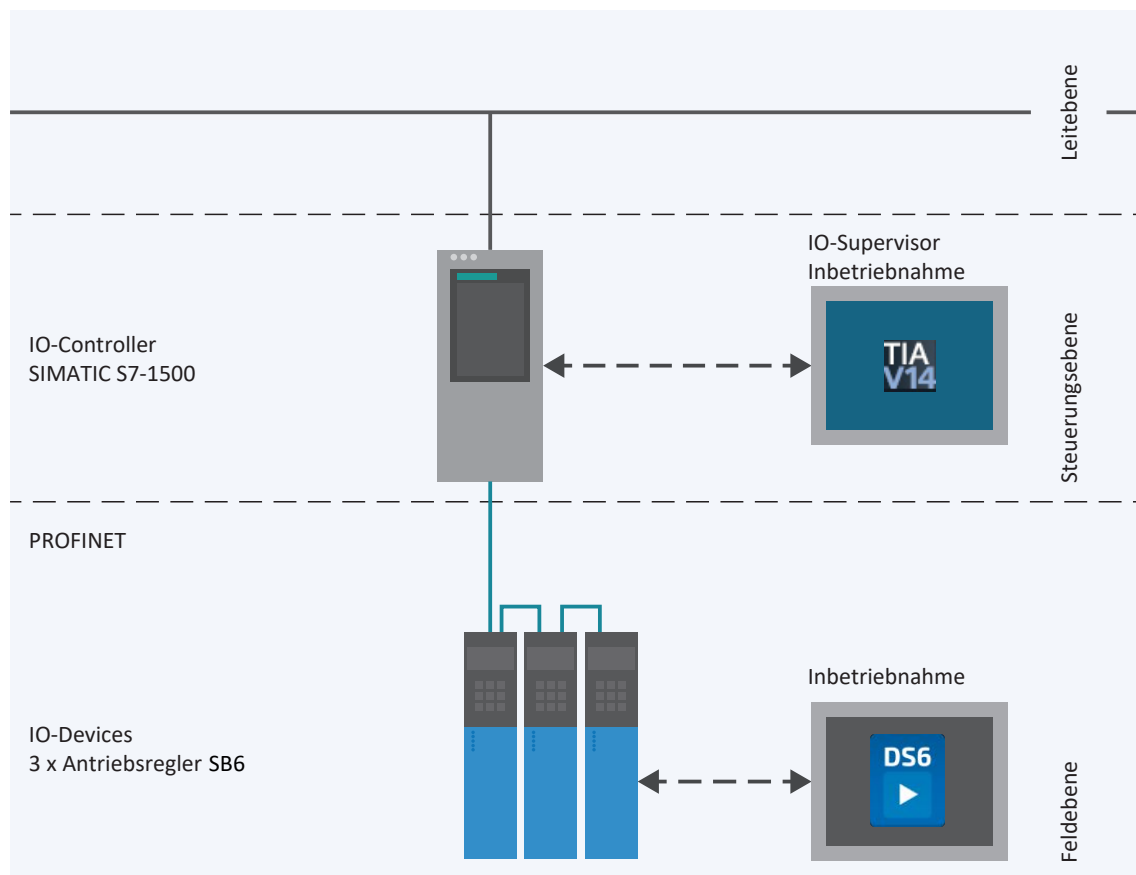 Leitebene
IO-Supervisor
Inbetriebnahme
TIA
V14
IO-Controller
SIMATIC S7-1500
Steuerungsebene
PROFINET
Inbetriebnahme
DS6
IO-Devices
3 x Antriebsregler SB6
Feldebene